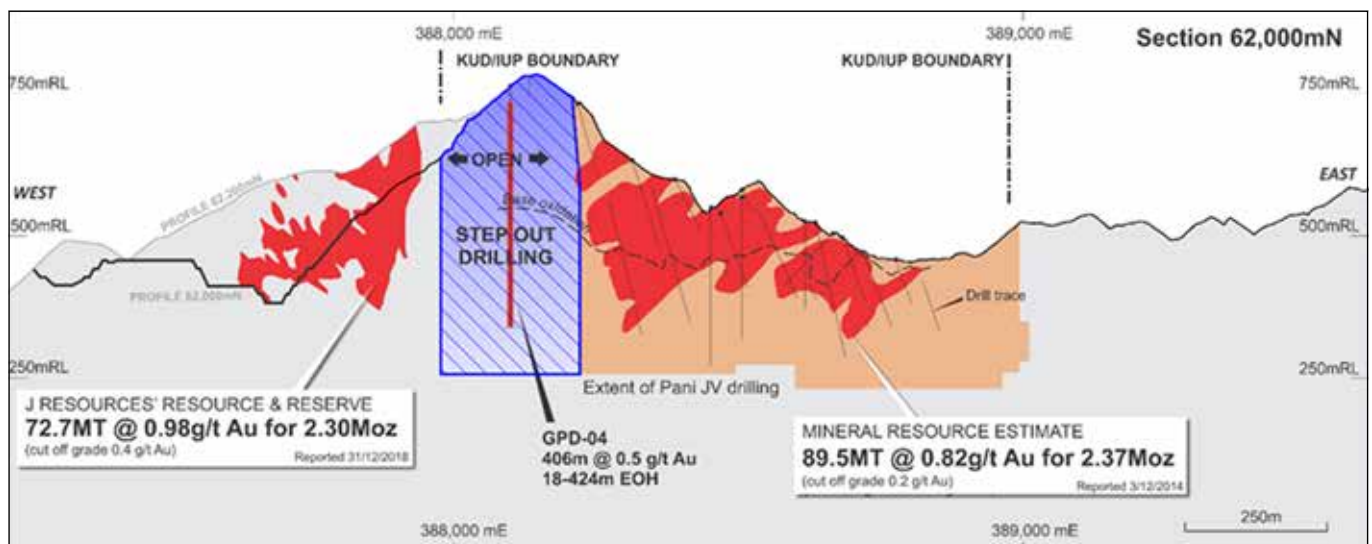 388,000 mE
389,000 mE
Section 62,000mN
KUD/IUP BOUNDARY
KUD/IUP BOUNDARY
750mRL
750mRL
OPEN
WEST
EAST
PROFILE 62,200mN
Base oxidation
500mRL
500mRL
STEP OUT
DRILLING
PROFILE 62,000mN
Drill trace
250mRL
250mRL
Extent of Pani JV drilling
J RESOURCES' RESOURCE & RESERVE
72.7MT @ 0.98g/t Au for 2.30Moz
(cut off grade 0.4 g/t Au)
Reported 31/12/2018
GPD-04
406m @ 0.5 g/t Au
18-424m EOH
MINERAL RESOURCE ESTIMATE
89.5MT @ 0.82g/t Au for 2.37Moz
(cut off grade 0.2 g/t Au)
Reported 3/12/2014
388,000 mE
389,000 mE
250m